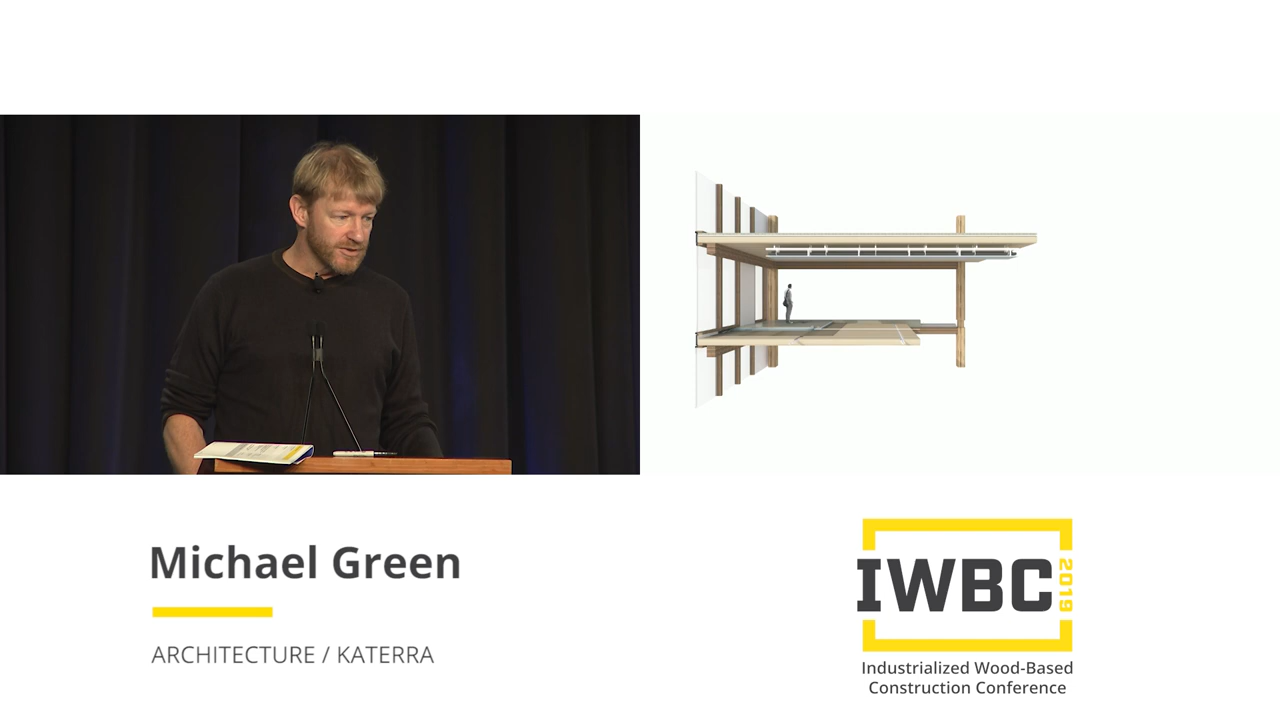 Michael Green
ARCHITECTURE / KATERRA
IWBC 2019
Industrialized Wood-Based
Construction Conference